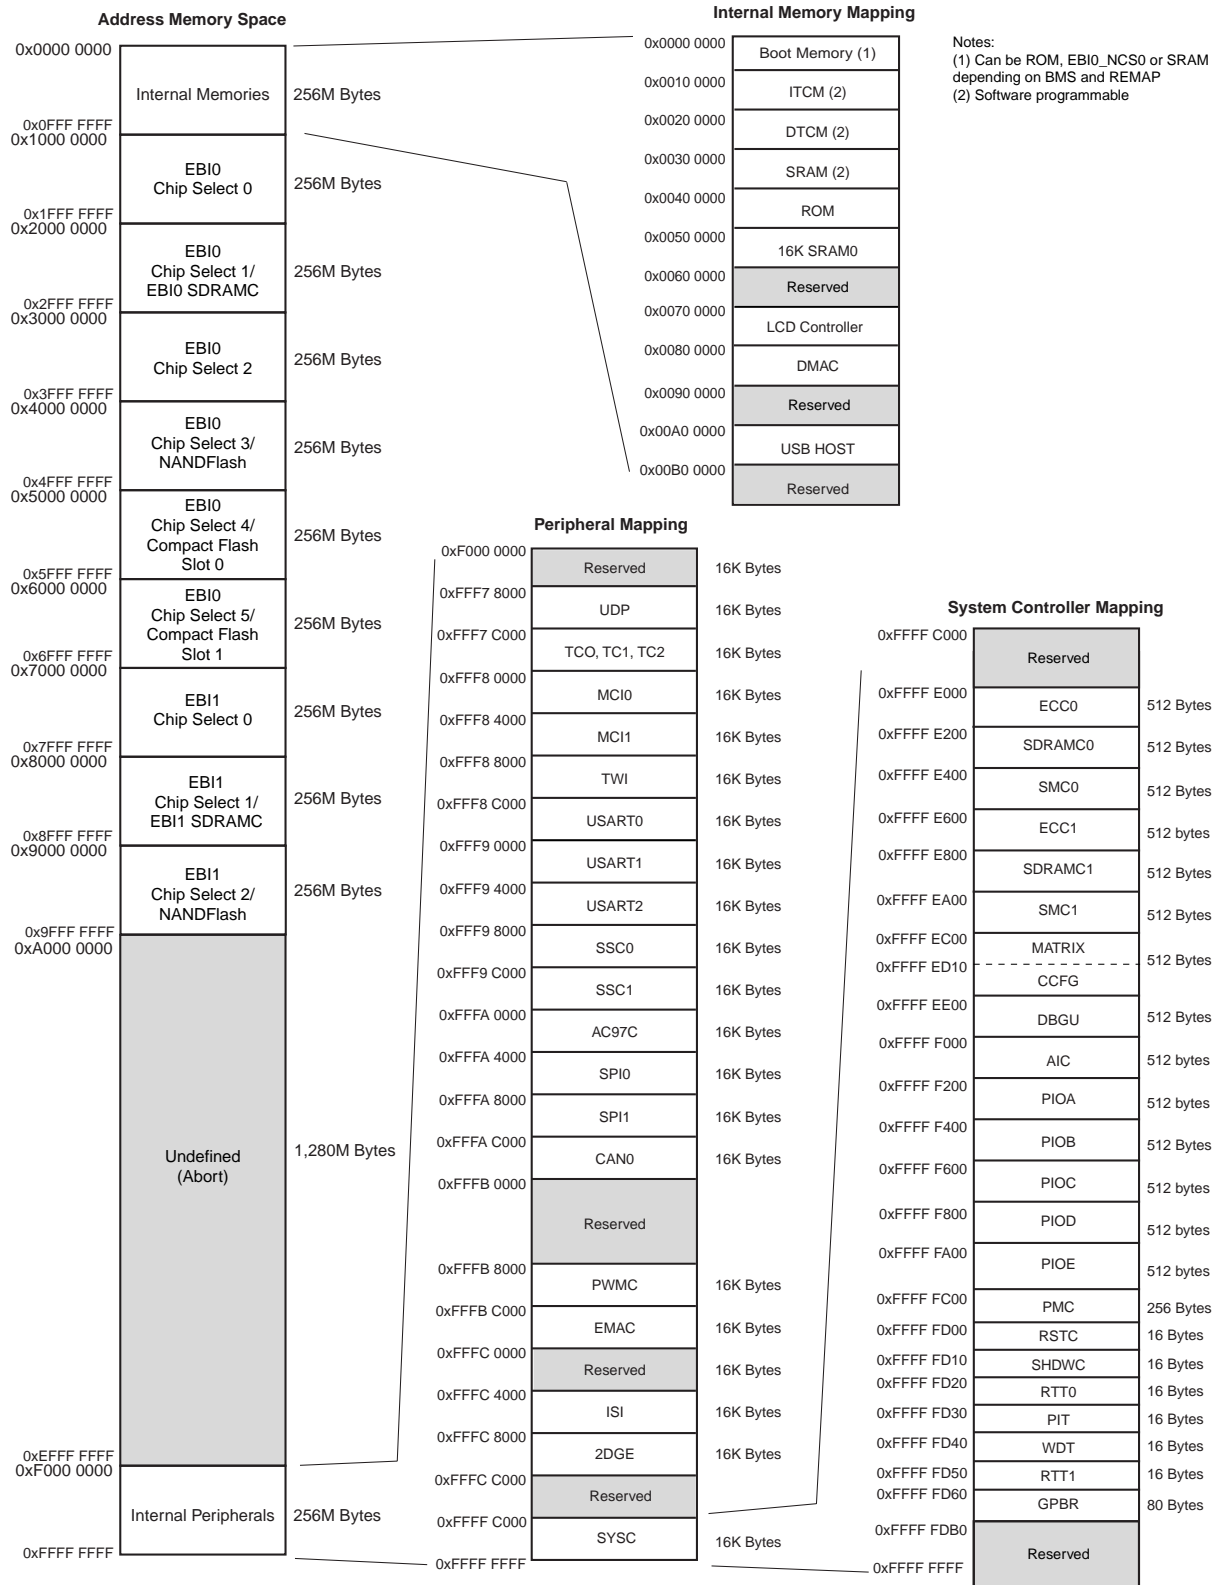 Address Memory Space
0x0000 0000
Internal Memories
256M Bytes
0x0FFF FFFF
0x1000 0000
EBI0
Chip Select 0
256M Bytes
0x1FFF FFFF
0x2000 0000
EBI0
Chip Select 1/
EBI0 SDRAMC
256M Bytes
0x2FFF FFFF
0x3000 0000
EBI0
Chip Select 2
256M Bytes
0x3FFF FFFF
0x4000 0000
EBI0
Chip Select 3/
NANDFlash
256M Bytes
0x4FFF FFFF
0x5000 0000
EBI0
Chip Select 4/
Compact Flash
Slot 0
256M Bytes
0x5FFF FFFF
0x6000 0000
EBI0
Chip Select 5/
Compact Flash
Slot 1
256M Bytes
0x6FFF FFFF
0x7000 0000
EBI1
Chip Select 0
256M Bytes
0x7FFF FFFF
0x8000 0000
EBI1
Chip Select 1/
EBI1 SDRAMC
256M Bytes
0x8FFF FFFF
0x9000 0000
EBI1
Chip Select 2/
NANDFlash
256M Bytes
0x9FFF FFFF
0xA000 0000
Undefined
(Abort)
1,280M Bytes
0xEFFF FFFF
0xF000 0000
Internal Peripherals
256M Bytes
0xFFFF FFFF
Internal Memory Mapping
0x0000 0000
Boot Memory (1)
0x0010 0000
ITCM (2)
0x0020 0000
DTCM (2)
0x0030 0000
SRAM (2)
0x0040 0000
ROM
0x0050 0000
16K SRAM0
0x0060 0000
Reserved
0x0070 0000
LCD Controller
0x0080 0000
DMAC
0x0090 0000
Reserved
0x00A0 0000
USB HOST
0x00B0 0000
Reserved
Notes:
(1) Can be ROM, EBI0_NCS0 or SRAM
depending on BMS and REMAP
(2) Software programmable
Peripheral Mapping
0xF000 0000
Reserved
16K Bytes
0xFFF7 8000
UDP
16K Bytes
0xFFF7 C000
TCO, TC1, TC2
16K Bytes
0xFFF8 0000
MCI0
16K Bytes
0xFFF8 4000
MCI1
16K Bytes
0xFFF8 8000
TWI
16K Bytes
0xFFF8 C000
USART0
16K Bytes
0xFFF9 0000
USART1
16K Bytes
0xFFF9 4000
USART2
16K Bytes
0xFFF9 8000
SSC0
16K Bytes
0xFFF9 C000
SSC1
16K Bytes
0xFFFA 0000
AC97C
16K Bytes
0xFFFA 4000
SPI0
16K Bytes
0xFFFA 8000
SPI1
16K Bytes
0xFFFA C000
CAN0
16K Bytes
0xFFFB 0000
Reserved
0xFFFB 8000
PWMC
16K Bytes
0xFFFB C000
EMAC
16K Bytes
0xFFFC 0000
Reserved
16K Bytes
0xFFFC 4000
ISI
16K Bytes
0xFFFC 8000
2DGE
16K Bytes
0xFFFC C000
Reserved
0xFFFF C000
SYSC
16K Bytes
0xFFFF FFFF
System Controller Mapping
0xFFFF C000
Reserved
0xFFFF E000
ECC0
512 Bytes
0xFFFF E200
SDRAMC0
512 Bytes
0xFFFF E400
SMC0
512 Bytes
0xFFFF E600
ECC1
512 bytes
0xFFFF E800
SDRAMC1
512 Bytes
0xFFFF EA00
SMC1
512 Bytes
0xFFFF EC00
MATRIX
512 Bytes
0xFFFF ED10
CCFG
0xFFFF EE00
DBGU
512 Bytes
0xFFFF F000
AIC
512 bytes
0xFFFF F200
PIOA
512 bytes
0xFFFF F400
PIOB
512 Bytes
0xFFFF F600
PIOC
512 bytes
0xFFFF F800
PIOD
512 bytes
0xFFFF FA00
PIOE
512 bytes
0xFFFF FC00
PMC
256 Bytes
0xFFFF FD00
RSTC
16 Bytes
0xFFFF FD10
SHDWC
16 Bytes
0xFFFF FD20
RTT0
16 Bytes
0xFFFF FD30
PIT
16 Bytes
0xFFFF FD40
WDT
16 Bytes
0xFFFF FD50
RTT1
16 Bytes
0xFFFF FD60
GPBR
80 Bytes
0xFFFF FDB0
Reserved
0xFFFF FFFF